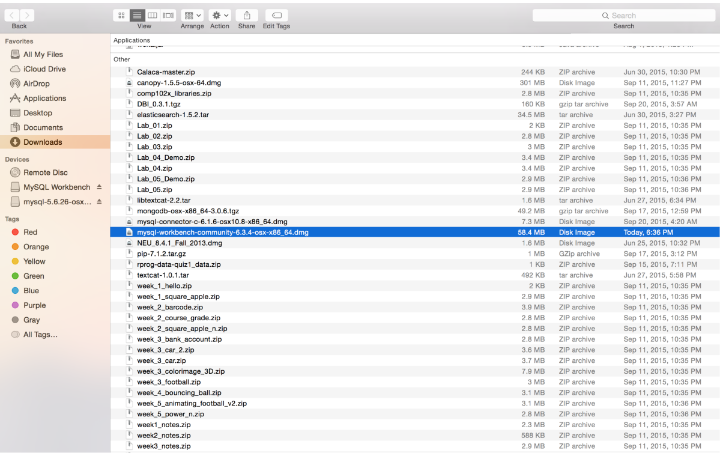 Back
View
Arrange Action Share Edit Tags
Search
Search
Favorites
All My Files
iCloud Drive
AirDrop
Applications
Desktop
Documents
Downloads
Devices
Remote Disc
MySQL Workbench
mysql-5.6.26-osx...
Tags
Red
Orange
Yellow
Green
Blue
Purple
Gray
All Tags...
Applications
Other
Calaca-master.zip 244 KB ZIP archive Jun 30, 2015, 10:30 PM
canopy-1.5.5-osx-64.dmg 301 MB Disk Image Sep 11, 2015, 11:27 PM
comp102x_libraries.zip 2.8 MB ZIP archive Sep 11, 2015, 10:35 PM
DBI_0.3.1.tgz 160 KB gzip tar archive Sep 20, 2015, 3:57 AM
elasticsearch-1.5.2.tar 34.5 MB tar archive Jun 30, 2015, 3:27 PM
Lab_01.zip 2 KB ZIP archive Sep 11, 2015, 10:35 PM
Lab_02.zip 2.8 MB ZIP archive Sep 11, 2015, 10:35 PM
Lab_03.zip 3 MB ZIP archive Sep 11, 2015, 10:35 PM
Lab_04_Demo.zip 3.4 MB ZIP archive Sep 11, 2015, 10:35 PM
Lab_04.zip 3.4 MB ZIP archive Sep 11, 2015, 10:35 PM
Lab_05_Demo.zip 2.9 MB ZIP archive Sep 11, 2015, 10:36 PM
Lab_05.zip 2.9 MB ZIP archive Sep 11, 2015, 10:36 PM
libtextcat-2.2.tar 1.6 MB tar archive Jun 27, 2015, 6:34 PM
mongodb-osx-x86_64-3.0.6.tgz 49.2 MB gzip tar archive Sep 17, 2015, 12:59 PM
mysql-connector-c-6.1.6-osx10.8-x86_64.dmg 7.3 MB Disk Image Sep 20, 2015, 4:20 AM
mysql-workbench-community-6.3.4-osx-x86_64.dmg 58.4 MB Disk Image Today, 6:36 PM
NEU_8.4.1_Fall_2013.dmg 1.6 MB Disk Image Jun 25, 2015, 10:32 PM
pip-7.1.2.tar.gz 1 MB GZip archive Sep 17, 2015, 3:12 PM
rprog-data-quiz1_data.zip 1 KB ZIP archive Sep 15, 2015, 7:11 PM
textcat-1.0.1.tar 492 KB tar archive Jun 27, 2015, 5:58 PM
week_1_hello.zip 2 KB ZIP archive Sep 11, 2015, 10:35 PM
week_1_square_apple.zip 2.9 MB ZIP archive Sep 11, 2015, 10:35 PM
week_2_barcode.zip 3.9 MB ZIP archive Sep 11, 2015, 10:35 PM
week_2_course_grade.zip 2.8 MB ZIP archive Sep 11, 2015, 10:35 PM
week_2_square_apple_n.zip 2.8 MB ZIP archive Sep 11, 2015, 10:35 PM
week_3_bank_account.zip 2.8 MB ZIP archive Sep 11, 2015, 10:35 PM
week_3_car_2.zip 3.6 MB ZIP archive Sep 11, 2015, 10:35 PM
week_3_car.zip 3.7 MB ZIP archive Sep 11, 2015, 10:35 PM
week_3_colorimage_3D.zip 7.9 MB ZIP archive Sep 11, 2015, 10:35 PM
week_3_football.zip 3 MB ZIP archive Sep 11, 2015, 10:35 PM
week_4_bouncing_ball.zip 3.1 MB ZIP archive Sep 11, 2015, 10:35 PM
week_5_animating_football_v2.zip 3.1 MB ZIP archive Sep 11, 2015, 10:36 PM
week_5_power_n.zip 2.8 MB ZIP archive Sep 11, 2015, 10:36 PM
week1_notes.zip 2.3 MB ZIP archive Sep 11, 2015, 10:35 PM
week2_notes.zip 588 KB ZIP archive Sep 11, 2015, 10:35 PM
week3_notes.zip 2.9 MB ZIP archive Sep 11, 2015, 10:35 PM